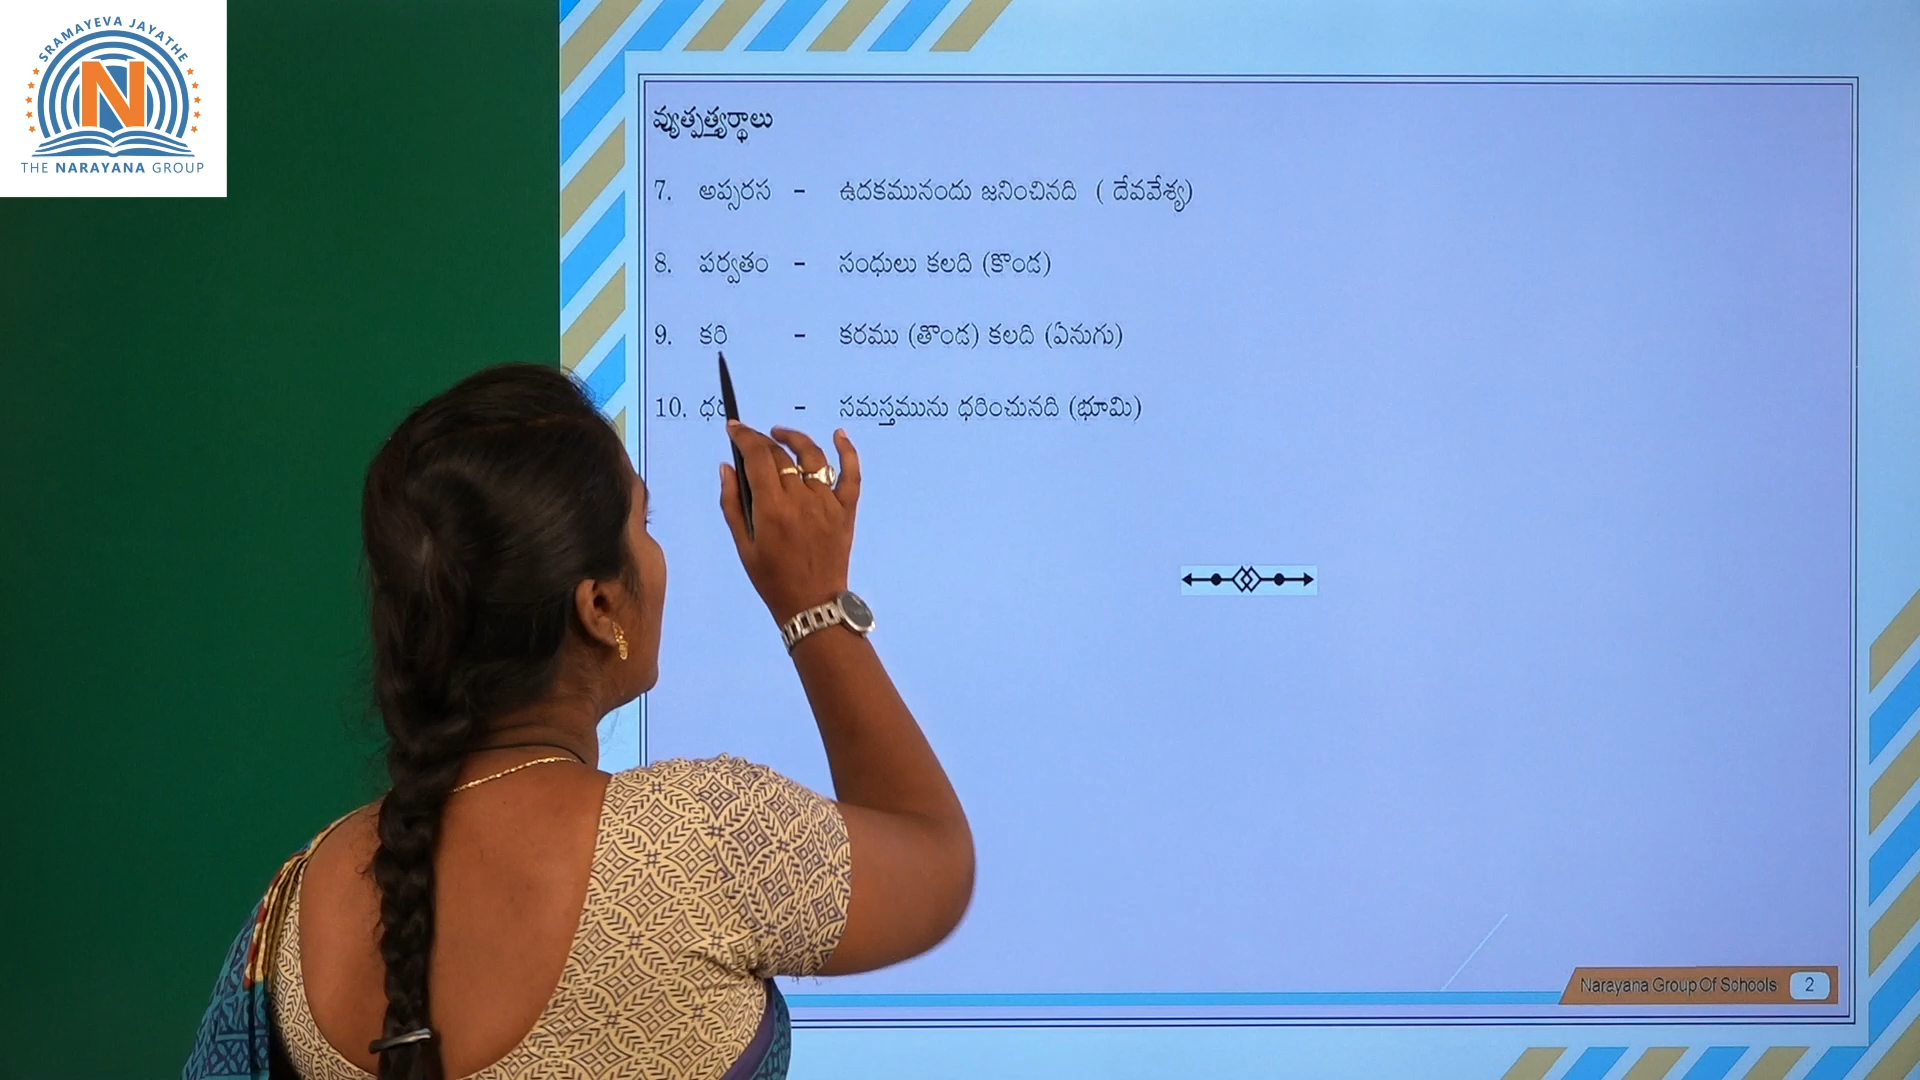 SRAMAYEVA JAYATHE
N
THE NARAYANA GROUP
వ్యుత్పత్త్యర్థాలు
7. అప్సరస – ఉదకమునందు జనించినది ( దేవవేశ్య)
8. పర్వతం – సంధులు కలది (కొండ)
9. కరి – కరము (తొండ) కలది (ఏనుగు)
10. – సమస్తమును ధరించునది (భూమి)
Narayana Group Of Schools 2